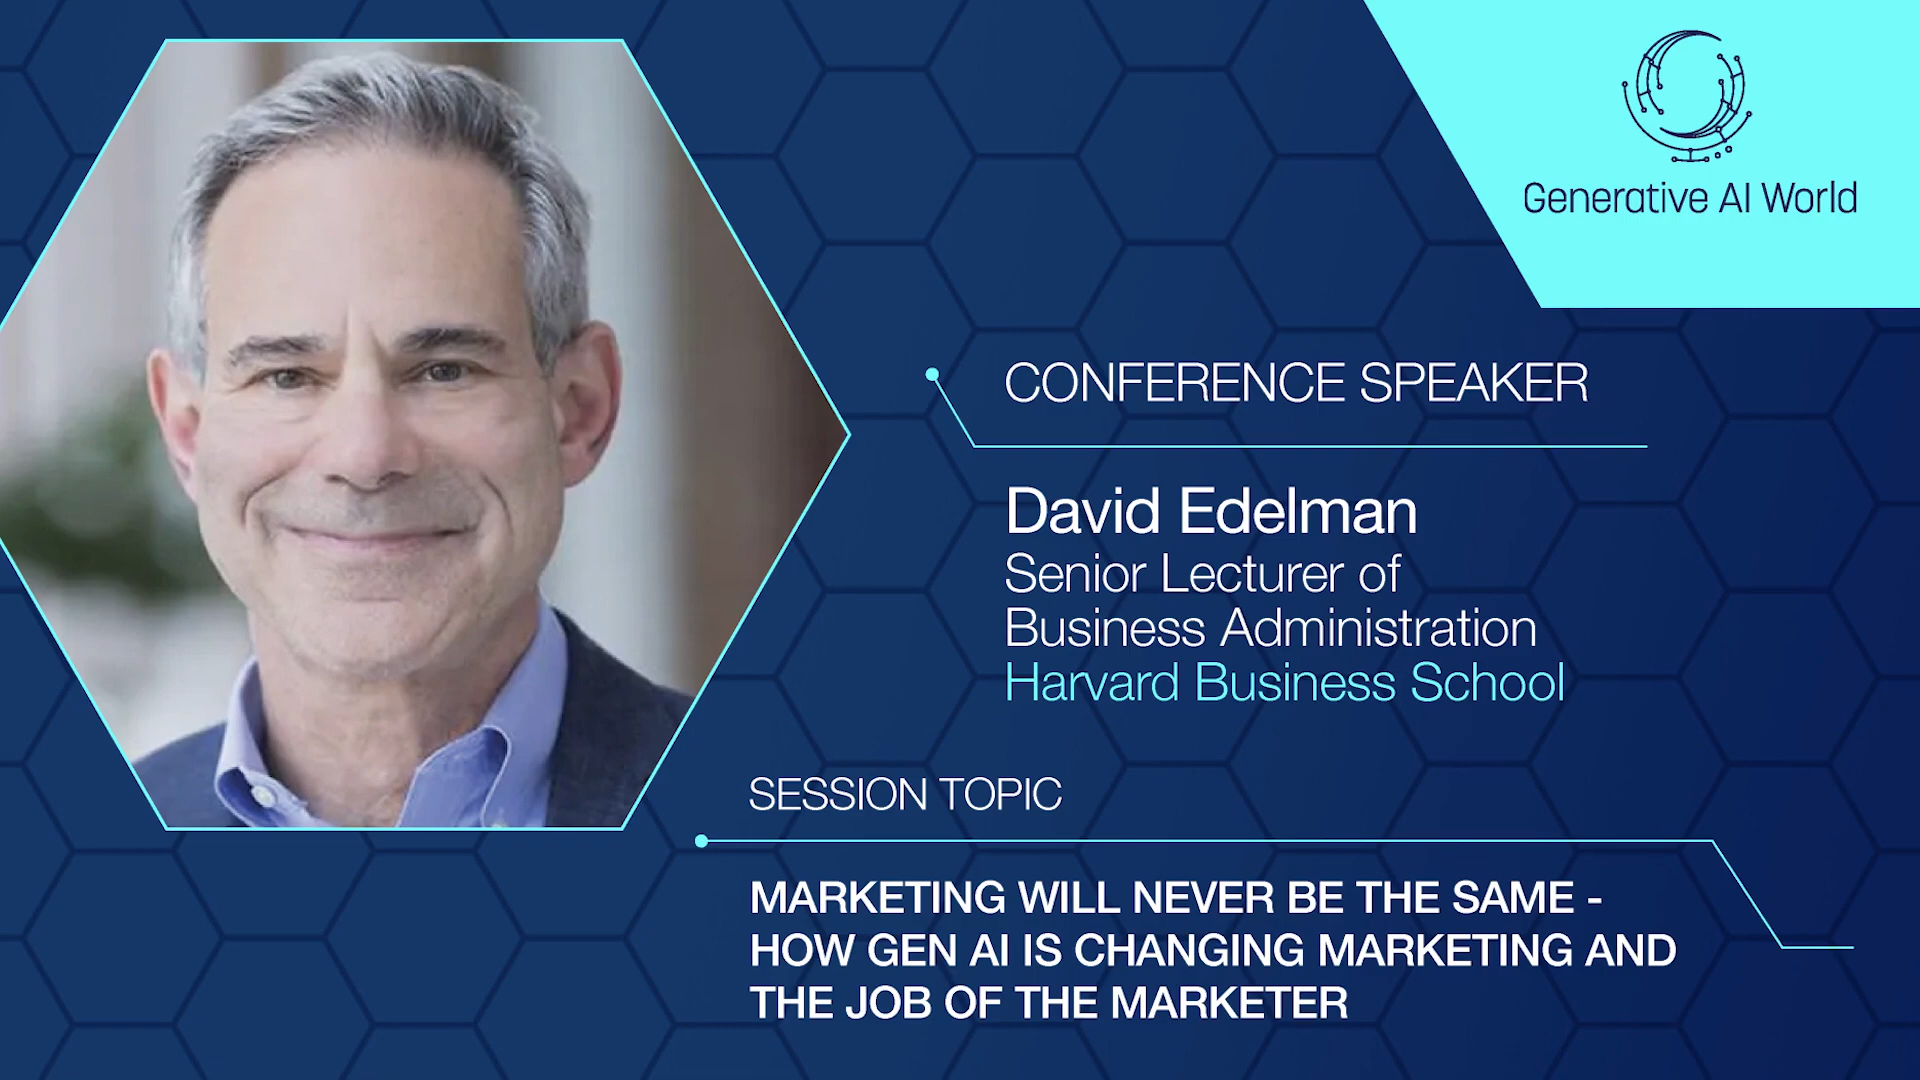 Generative AI World
CONFERENCE SPEAKER
David Edelman
Senior Lecturer of
Business Administration
Harvard Business School
SESSION TOPIC
MARKETING WILL NEVER BE THE SAME -
HOW GEN AI IS CHANGING MARKETING AND
THE JOB OF THE MARKETER